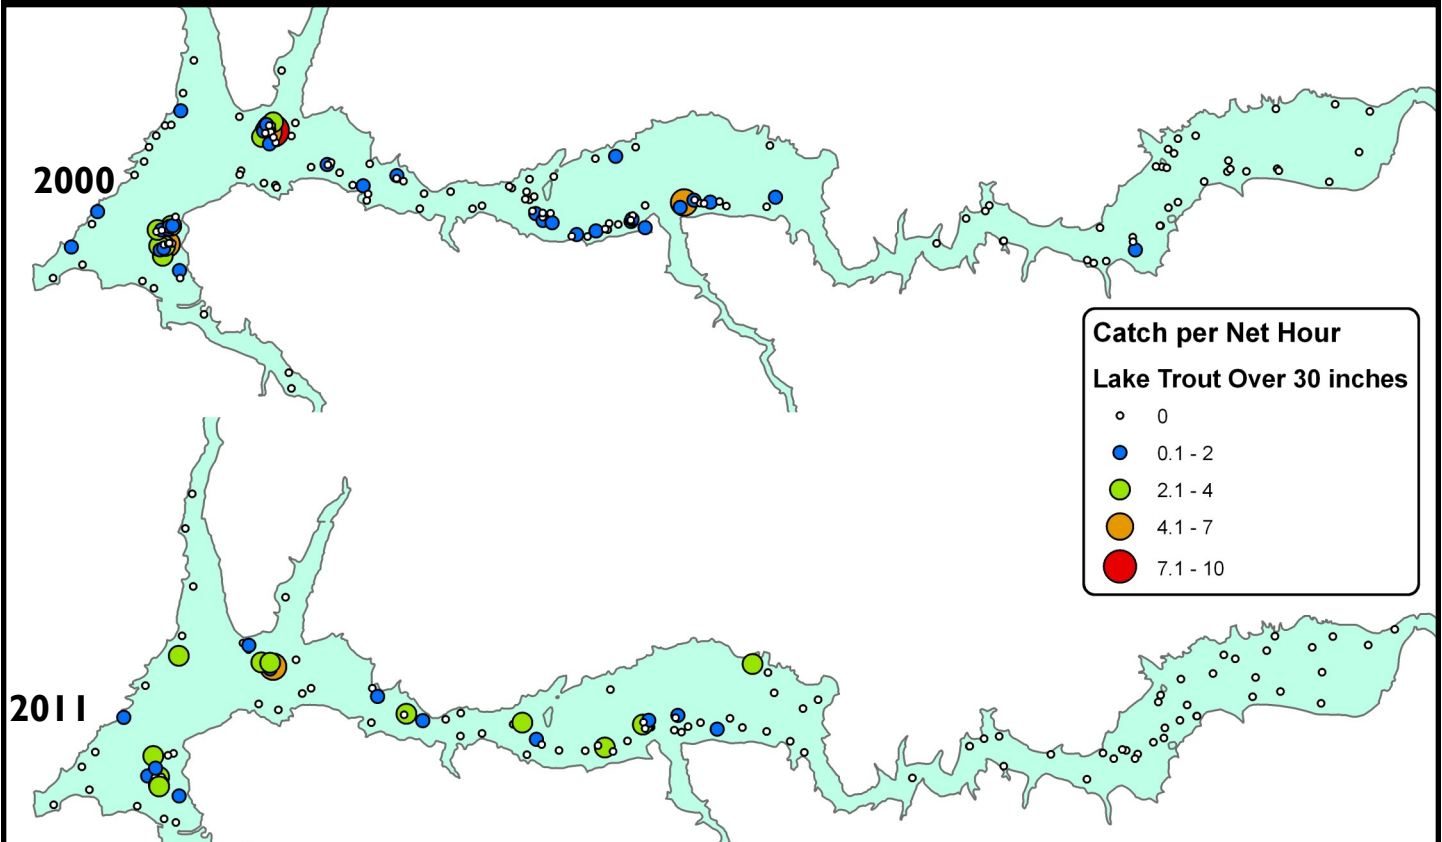 2000
Catch per Net Hour
Lake Trout Over 30 inches
0
0.1 - 2
2.1 - 4
4.1 - 7
7.1 - 10
2011